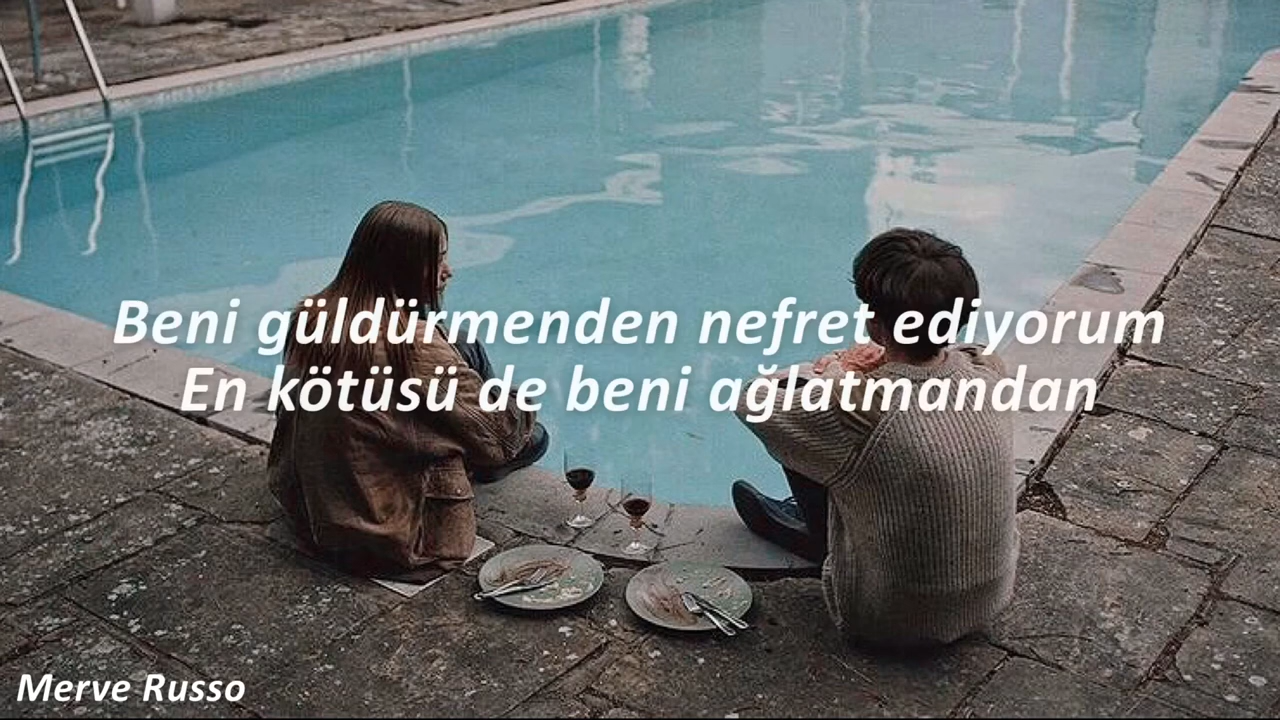 Beni güldürmenden nefret ediyorum
En kötüsü de beni ağlatmandan
Merve Russo